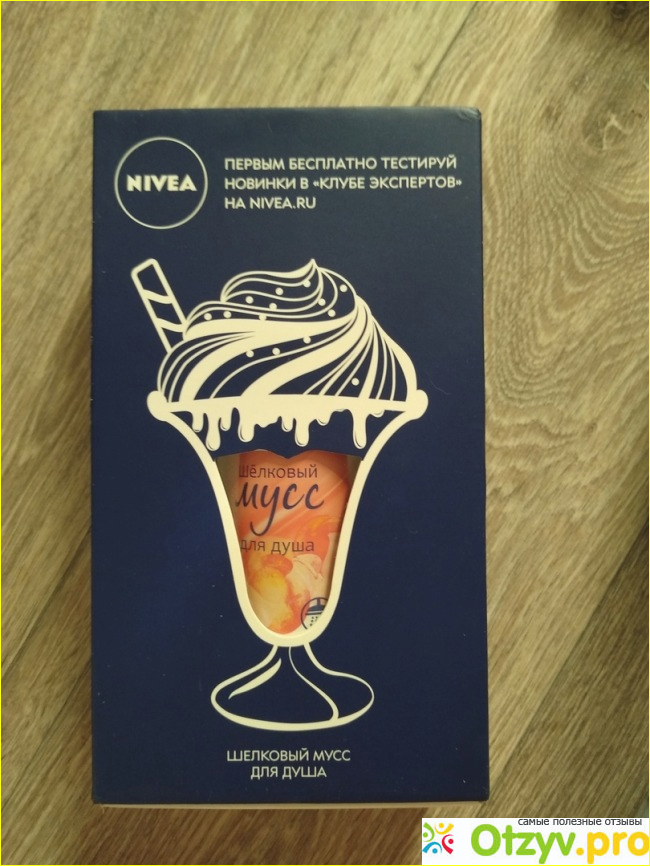 NIVEA
ПЕРВЫМ БЕСПЛАТНО ТЕСТИРУЙ
НОВИНКИ В «КЛУБЕ ЭКСПЕРТОВ»
НА NIVEA.RU
Шёлковый
мусс
для душа
ШЕЛКОВЫЙ МУСС
ДЛЯ ДУША
самые полезные отзывы
Otzyv.pro